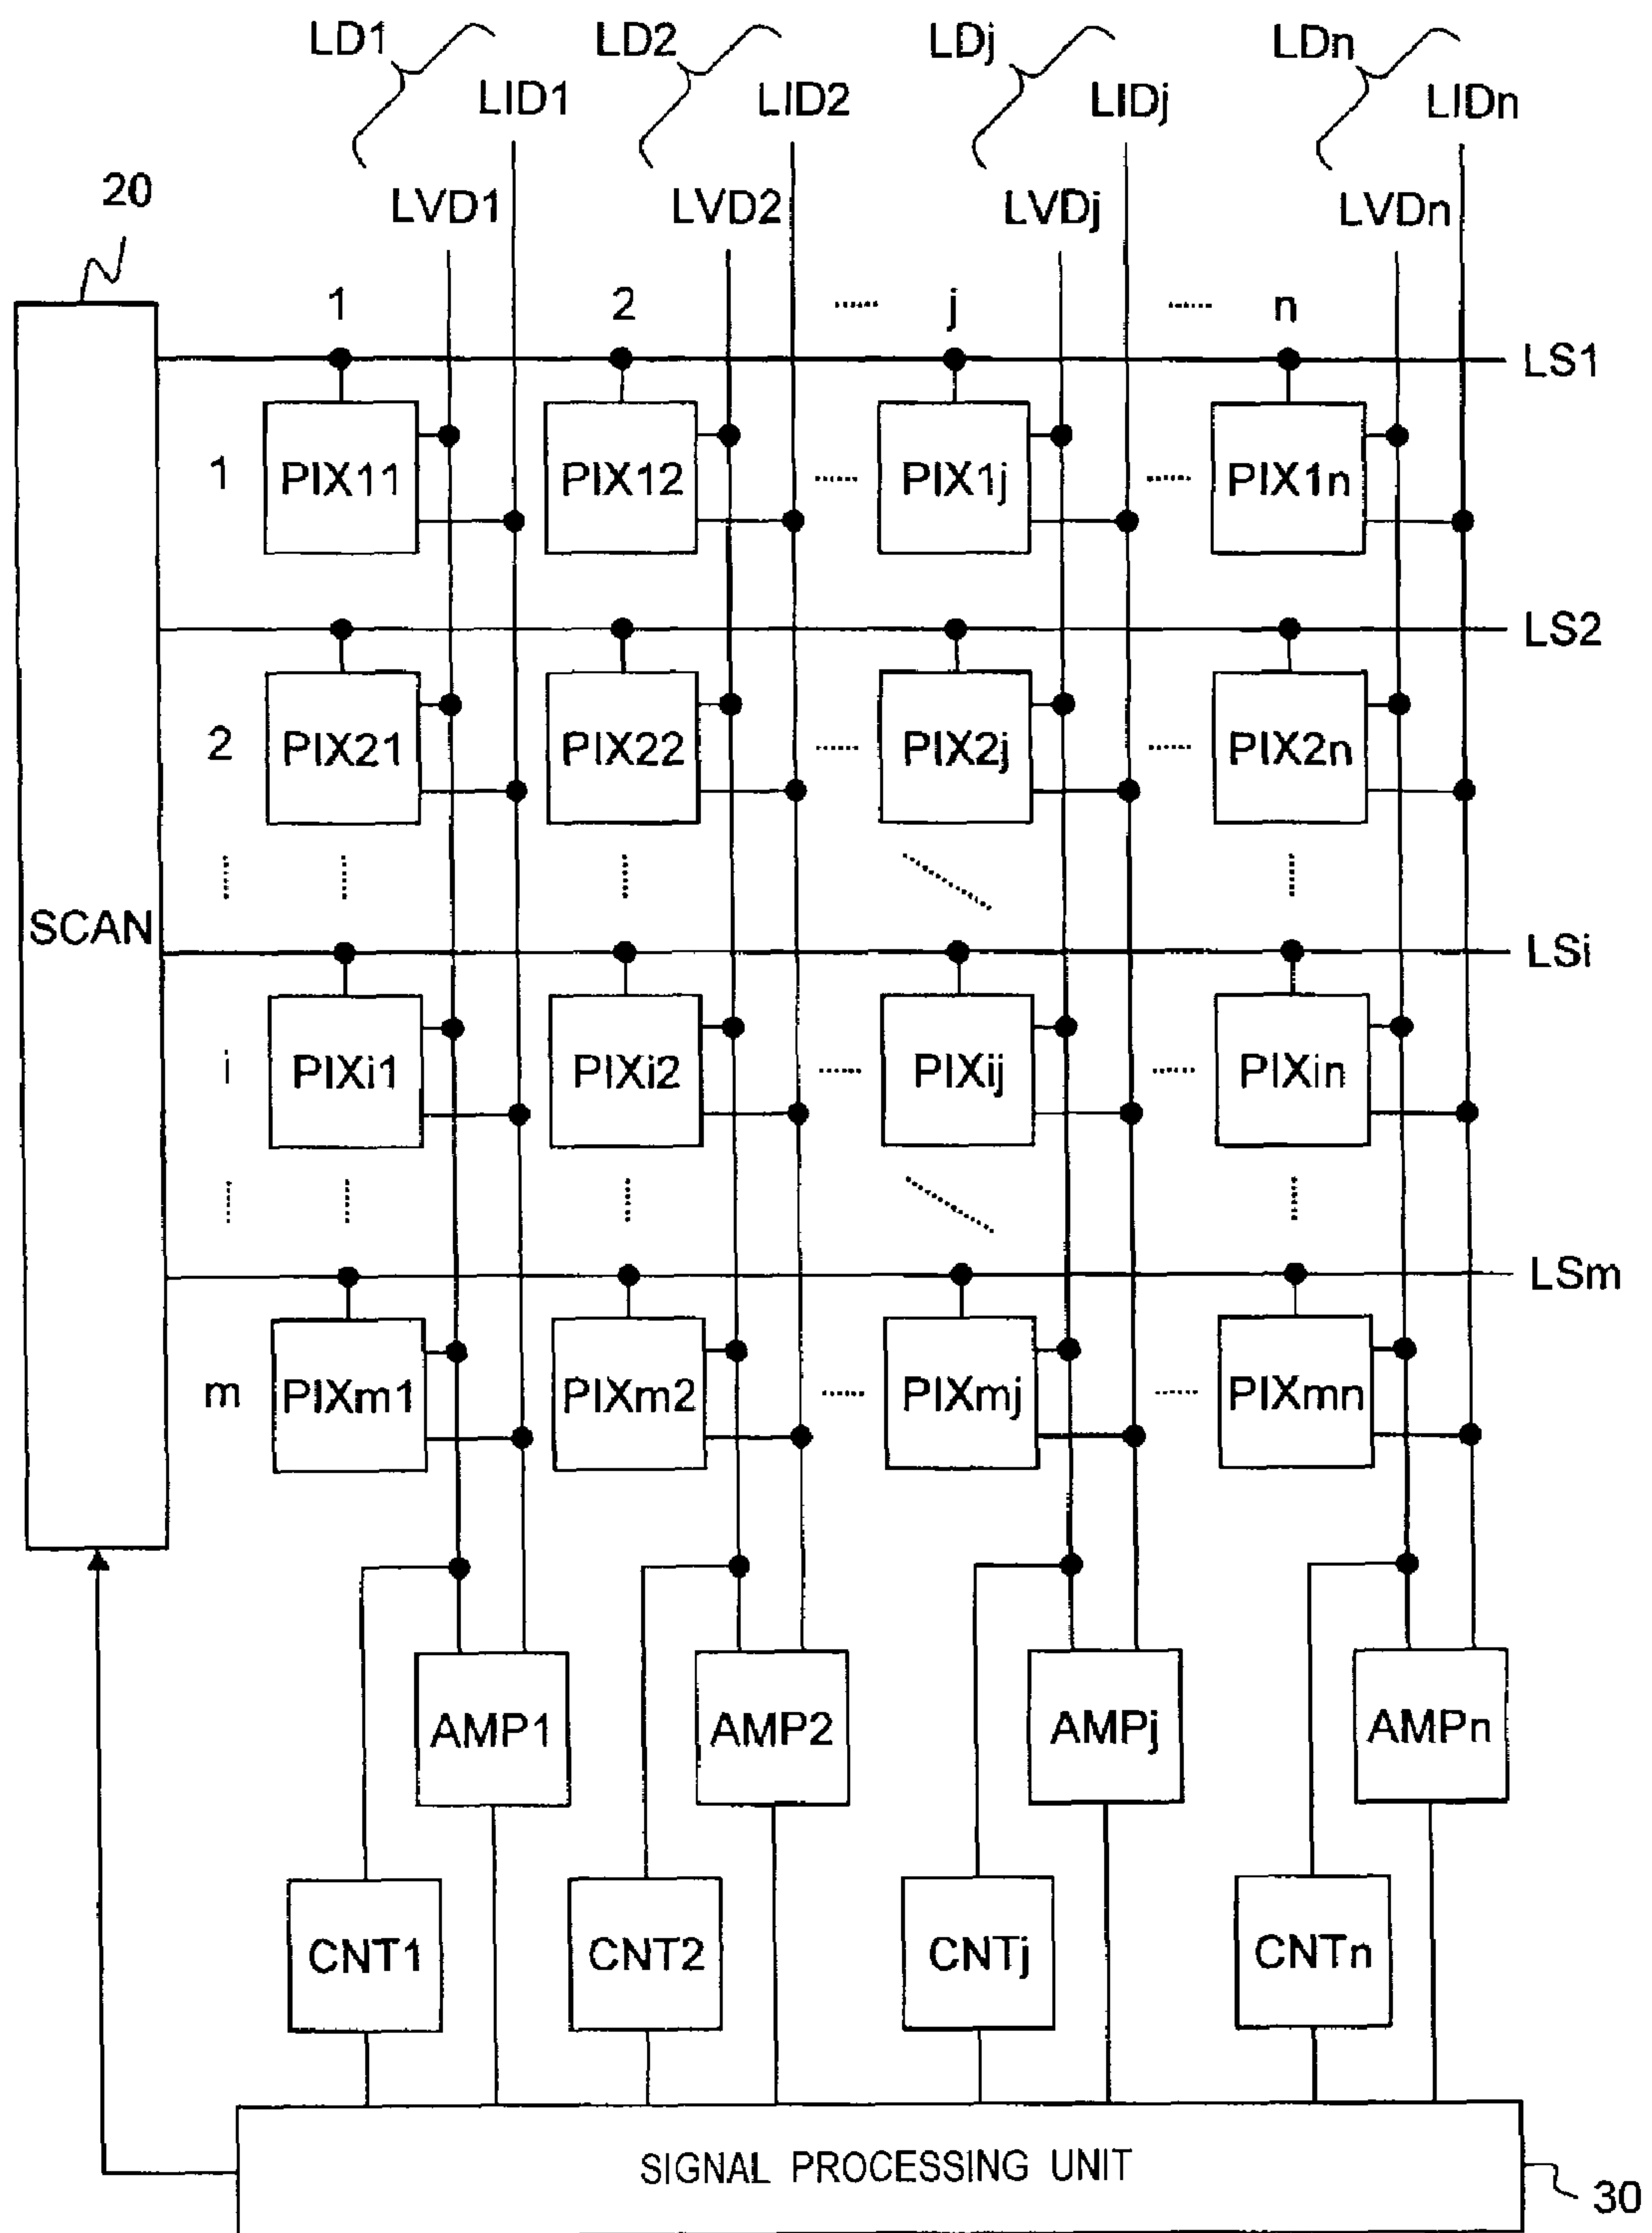 LD1 LD2 LDj LDn
LID1 LID2 LIDj LIDn
20
LVD1 LVD2 LVDj LVDn
1 2 ...... j ...... n
LS1
1 PIX11 PIX12 ...... PIX1j ...... PIX1n
LS2
2 PIX21 PIX22 ...... PIX2j ...... PIX2n
SCAN
LSi
i PIXi1 PIXi2 ...... PIXij ...... PIXin
LSm
m PIXm1 PIXm2 ...... PIXmj ...... PIXmn
AMP1 AMP2 AMPj AMPn
CNT1 CNT2 CNTj CNTn
SIGNAL PROCESSING UNIT
30